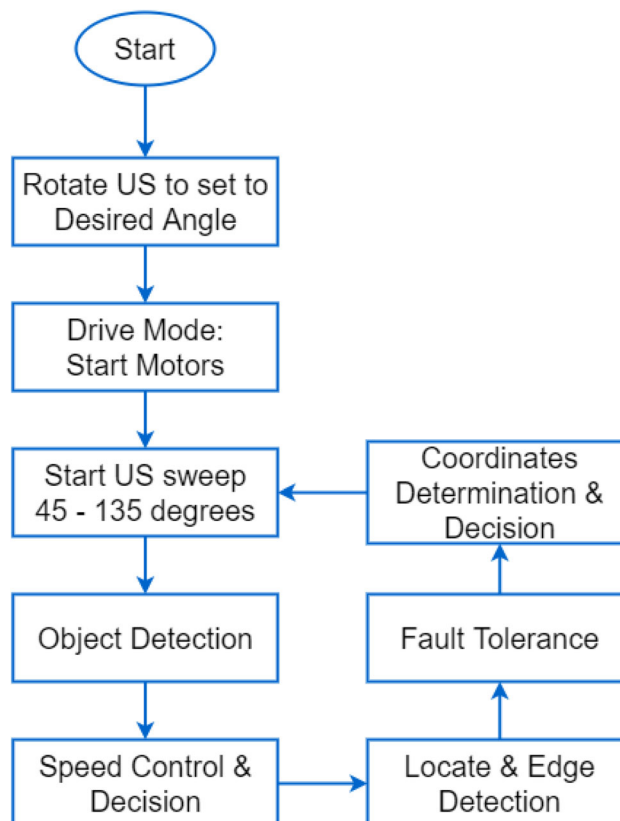 Start
Rotate US to set to
Desired Angle
Drive Mode:
Start Motors
Start US sweep
45 - 135 degrees
Object Detection
Speed Control &
Decision
Locate & Edge
Detection
Fault Tolerance
Coordinates
Determination &
Decision